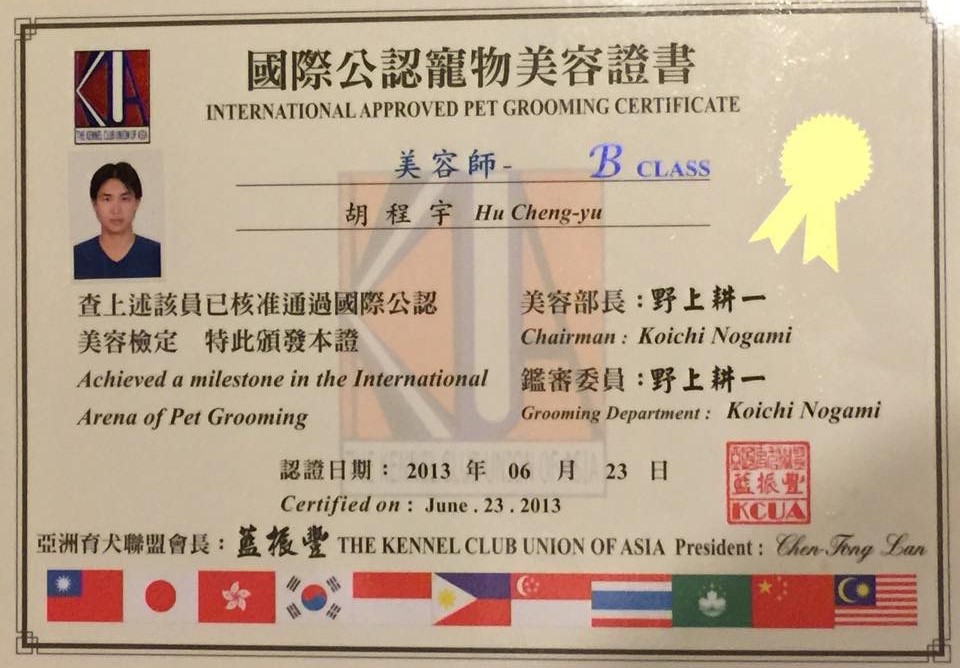 KUA
THE KENNEL CLUB UNION OF ASIA
國際公認寵物美容證書
INTERNATIONAL APPROVED PET GROOMING CERTIFICATE
美容師- B CLASS
胡程宇 Hu Cheng-yu
查上述該員已核准通過國際公認
美容檢定 特此頒發本證
Achieved a milestone in the International
Arena of Pet Grooming
美容部長：野上耕一
Chairman : Koichi Nogami
鑑審委員：野上耕一
Grooming Department : Koichi Nogami
認證日期： 2013 年 06 月 23 日
Certified on : June . 23 . 2013
藍振豐
KCUA
亞洲育犬聯盟會長：藍振豐 THE KENNEL CLUB UNION OF ASIA President : Chen-Fong Lan